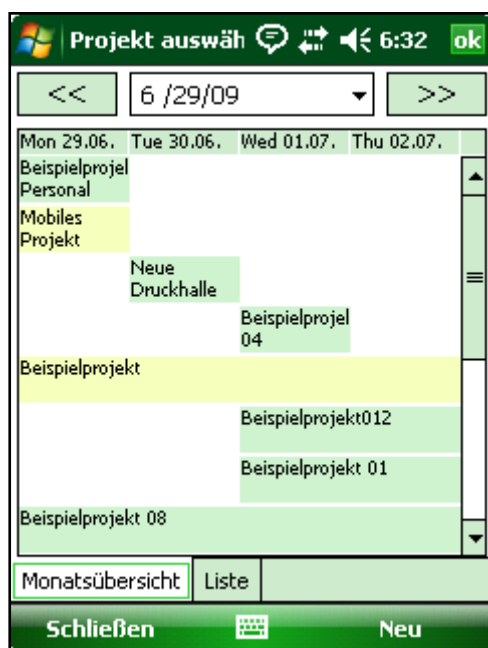 Projekt auswäh 6:32 ok
<< 6 /29/09 >>
Mon 29.06. Tue 30.06. Wed 01.07. Thu 02.07.
Beispielprojel
Personal
Mobiles
Projekt
Neue
Druckhalle
Beispielprojel
04
Beispielprojekt
Beispielprojekt012
Beispielprojekt 01
Beispielprojekt 08
Monatsübersicht Liste
Schließen Neu